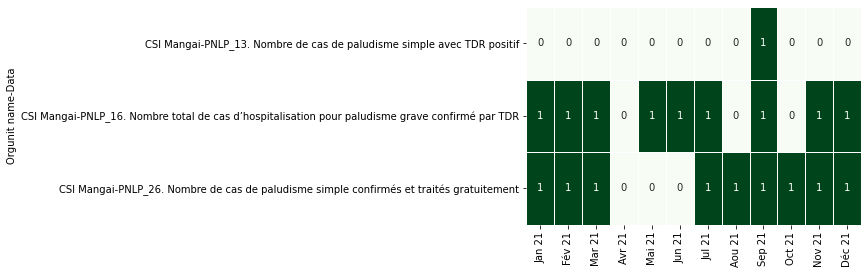 Orgunit name-Data
CSI Mangai-PNLP_13. Nombre de cas de paludisme simple avec TDR positif
0 0 0 0 0 0 0 0 1 0 0 0
CSI Mangai-PNLP_16. Nombre total de cas d’hospitalisation pour paludisme grave confirmé par TDR
1 1 1 0 1 1 1 0 1 0 1 1
CSI Mangai-PNLP_26. Nombre de cas de paludisme simple confirmés et traités gratuitement
1 1 1 0 0 0 1 1 1 1 1 1
Jan 21 Fév 21 Mar 21 Avr 21 Mai 21 Jun 21 Jul 21 Aou 21 Sep 21 Oct 21 Nov 21 Déc 21